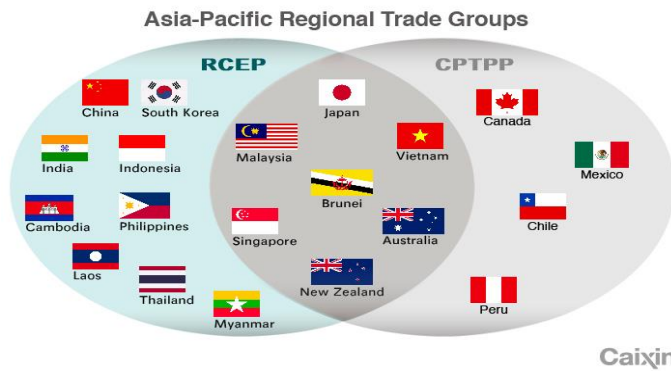 Asia-Pacific Regional Trade Groups
RCEP
CPTPP
China
South Korea
Japan
Canada
India
Indonesia
Malaysia
Vietnam
Mexico
Cambodia
Philippines
Brunei
Singapore
Australia
Chile
Laos
Thailand
Myanmar
New Zealand
Peru
Caixin